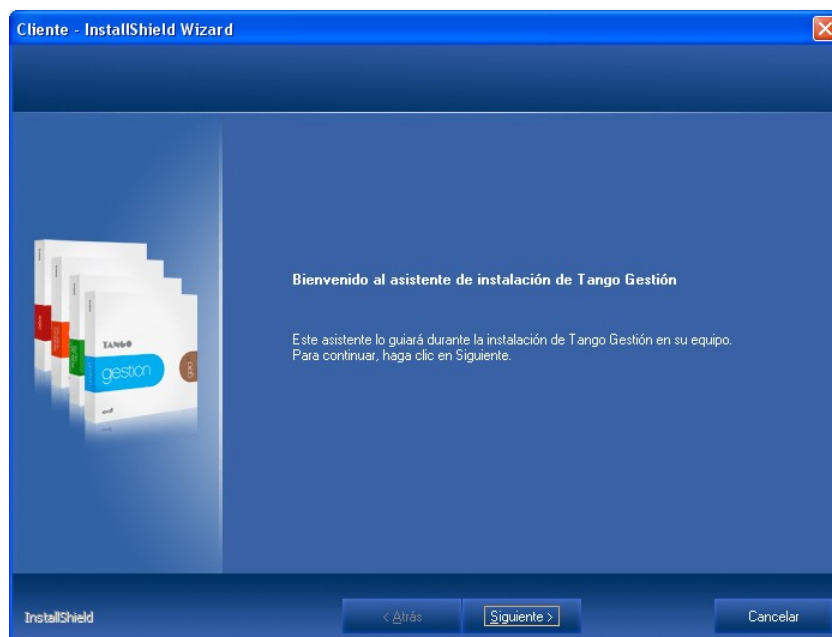 Cliente - InstallShield Wizard
Bienvenido al asistente de instalación de Tango Gestión
Este asistente lo guiará durante la instalación de Tango Gestión en su equipo.
Para continuar, haga clic en Siguiente.
TANGO
gestión
InstallShield
< Atrás
Siguiente >
Cancelar